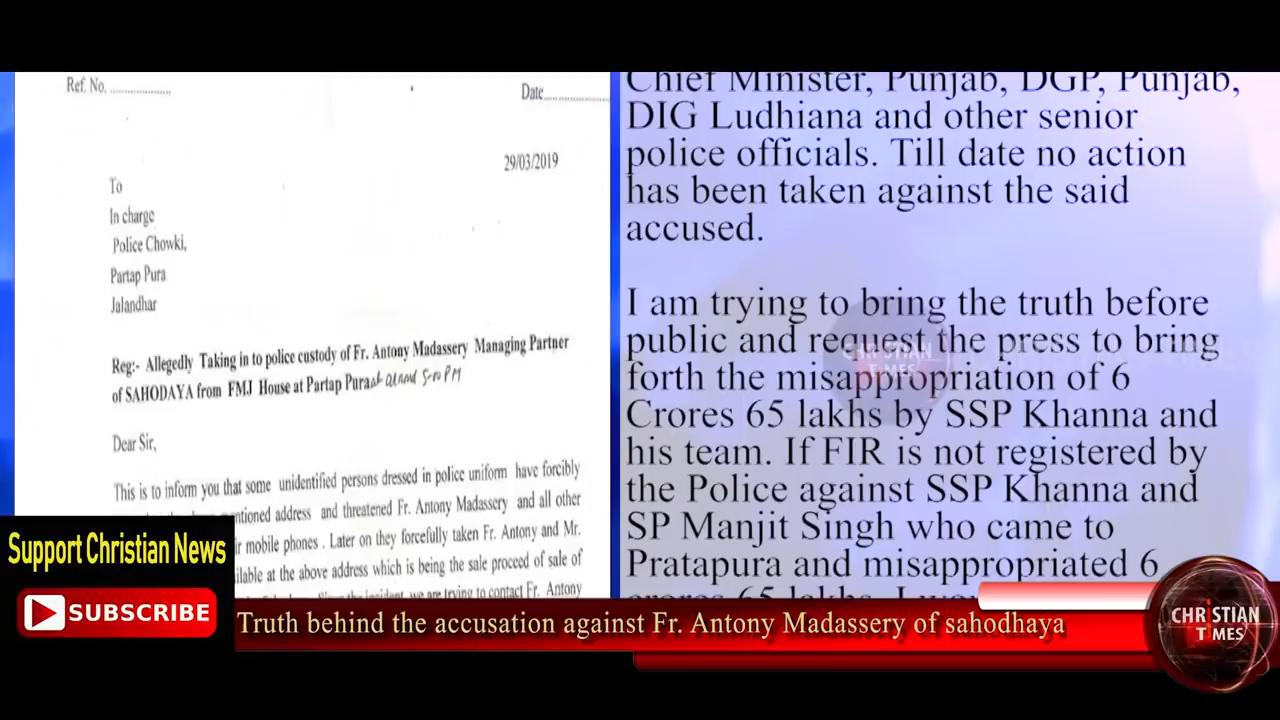 Ref. No. ......................
Date....................
29/03/2019
To
In charge
Police Chowki,
Partap Pura
Jalandhar
Reg:- Allegedly Taking in to police custody of Fr. Antony Madassery Managing Partner
of SAHODAYA from FMJ House at Partap Pura at around
Dear Sir,
This is to inform you that some unidentified persons dressed in police uniform have forcibly
mentioned address and threatened Fr. Antony Madassery and all other
mobile phones . Later on they forcefully taken Fr. Antony and Mr.
at the above address which is being the sale proceed of sale of
the incident, we are trying to contact Fr. Antony
Chief Minister, Punjab, DGP, Punjab,
DIG Ludhiana and other senior
police officials. Till date no action
has been taken against the said
accused.
I am trying to bring the truth before
public and request the press to bring
forth the misappropriation of 6
Crores 65 lakhs by SSP Khanna and
his team. If FIR is not registered by
the Police against SSP Khanna and
SP Manjit Singh who came to
Pratapura and misappropriated 6
crores 65 lakhs. I
CHRISTIAN
TIMES
Support Christian News
SUBSCRIBE
Truth behind the accusation against Fr. Antony Madassery of sahodhaya
CHRISTIAN
TIMES